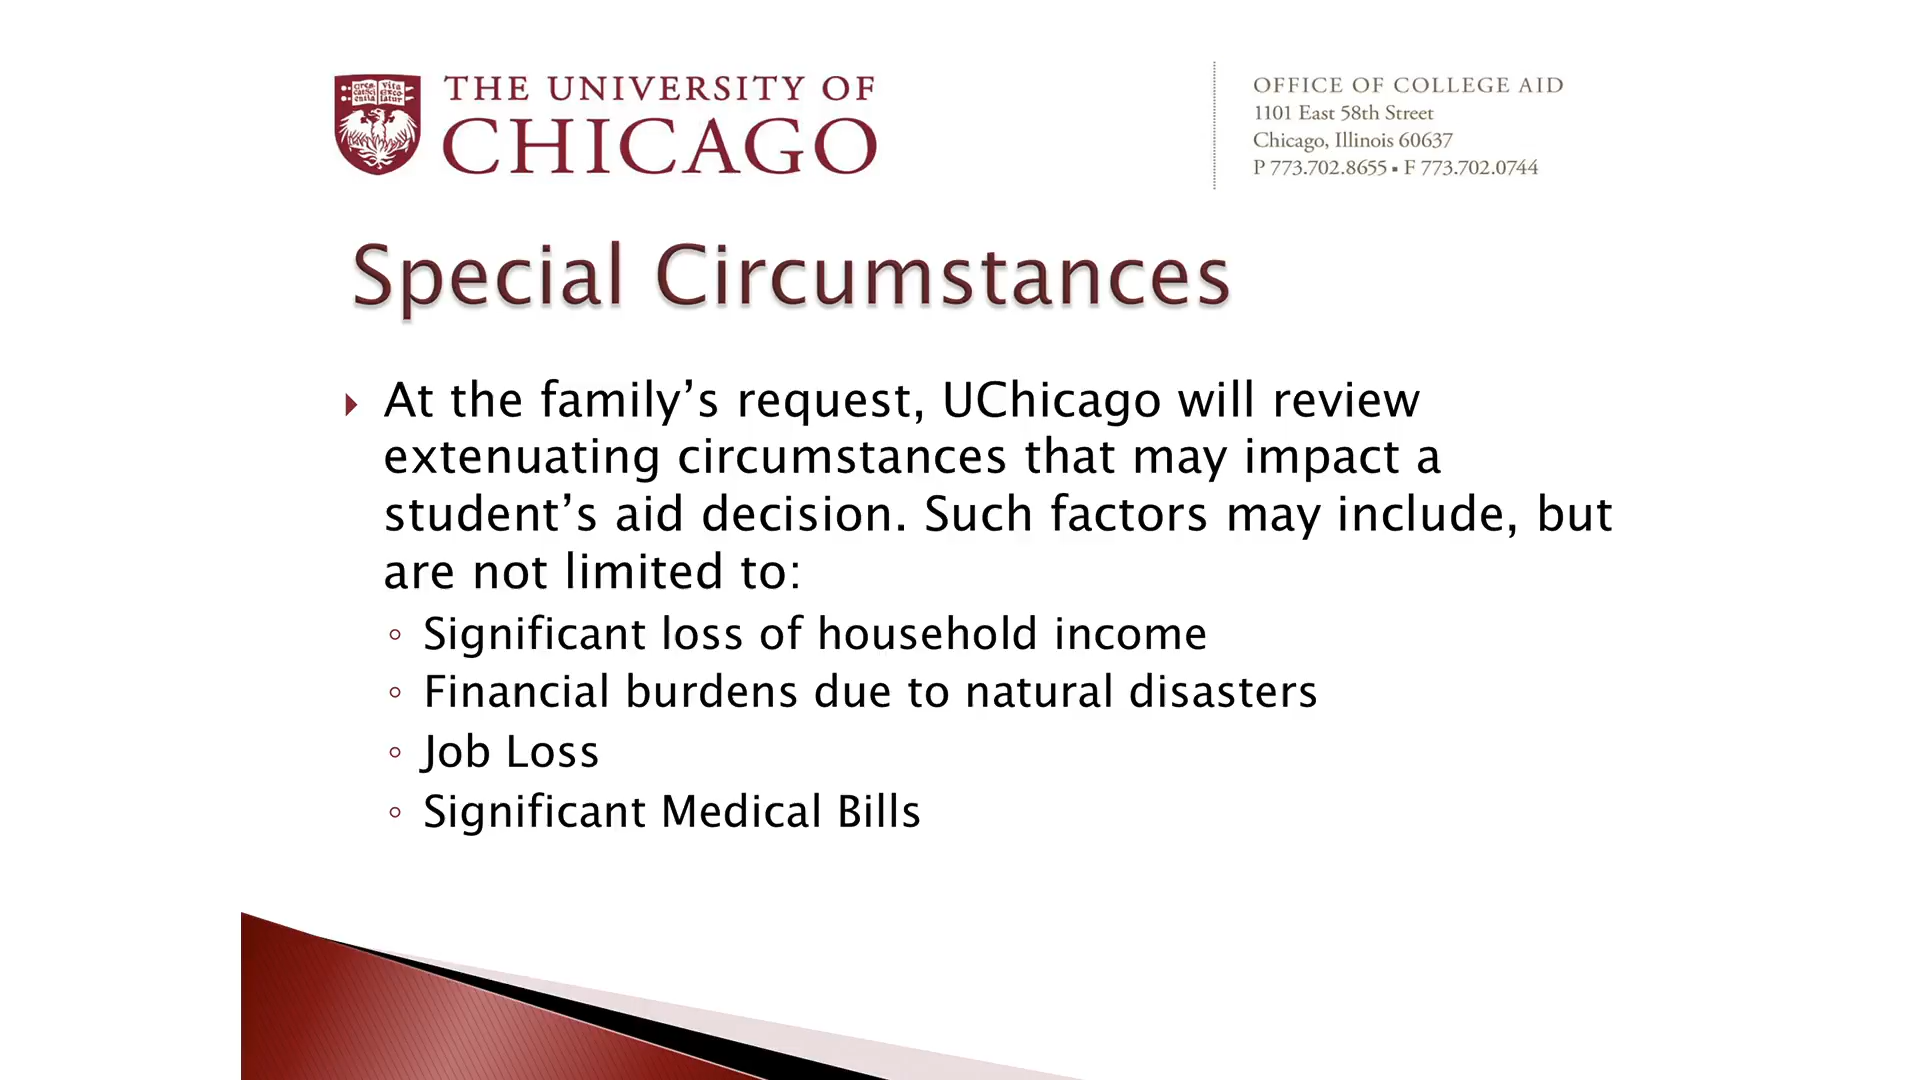 THE UNIVERSITY OF
CHICAGO
OFFICE OF COLLEGE AID
1101 East 58th Street
Chicago, Illinois 60637
P 773.702.8655 ▪ F 773.702.0744
Special Circumstances
At the family’s request, UChicago will review
extenuating circumstances that may impact a
student’s aid decision. Such factors may include, but
are not limited to:
Significant loss of household income
Financial burdens due to natural disasters
Job Loss
Significant Medical Bills